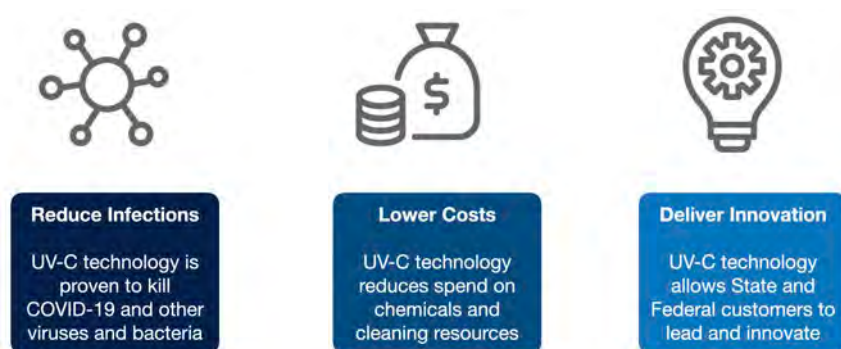 $
Reduce Infections
UV-C technology is
proven to kill
COVID-19 and other
viruses and bacteria
Lower Costs
UV-C technology
reduces spend on
chemicals and
cleaning resources
Deliver Innovation
UV-C technology
allows State and
Federal customers to
lead and innovate